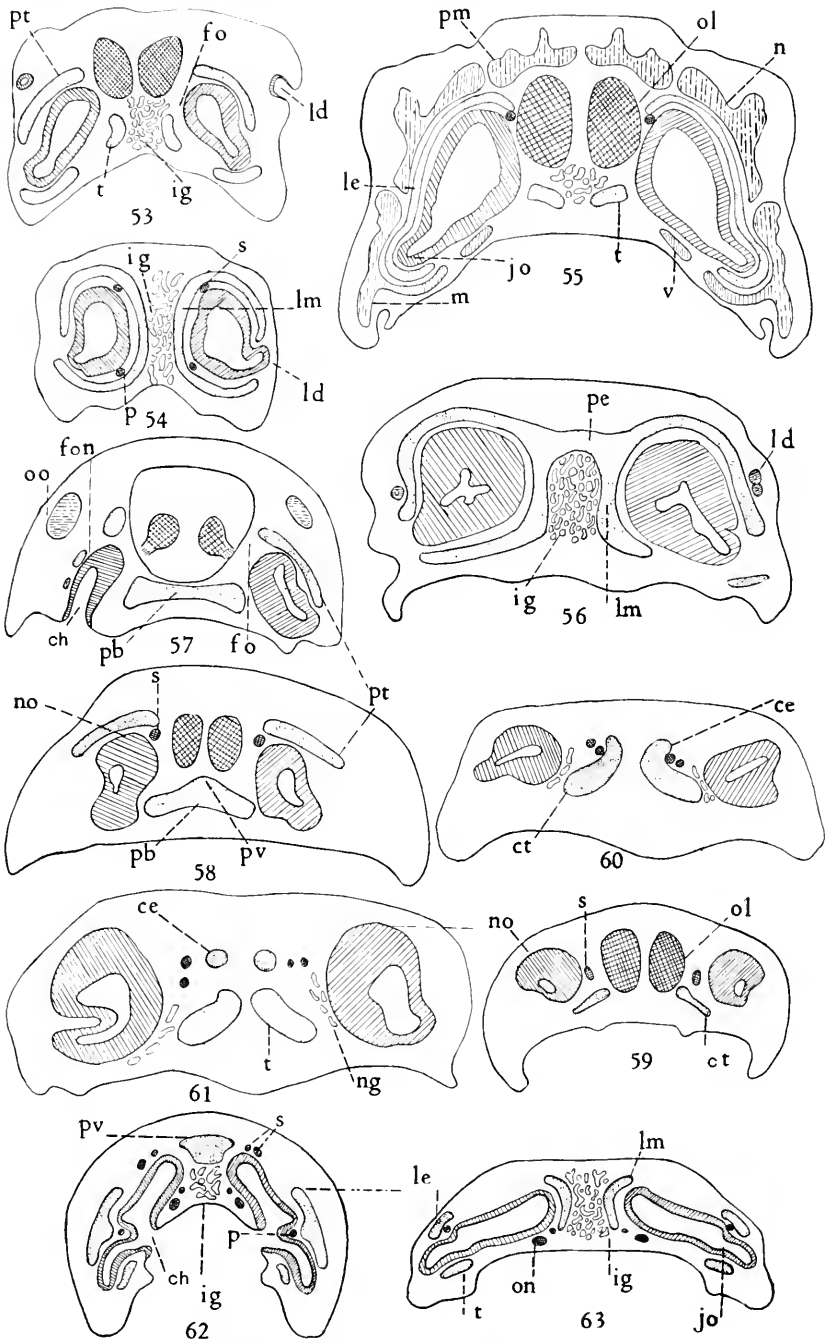 pt
fo
ld
t
ig
53
pm
ol
n
le
jo
t
v
m
55
ig
s
lm
p
ld
54
fon
oo
ch
pb
fo
57
pt
pe
ld
ig
lm
56
no
s
pb
pv
58
ce
ct
60
ce
t
ng
61
no
s
ol
ct
59
pv
s
le
p
ch
ig
62
lm
le
on
ig
t
jo
63